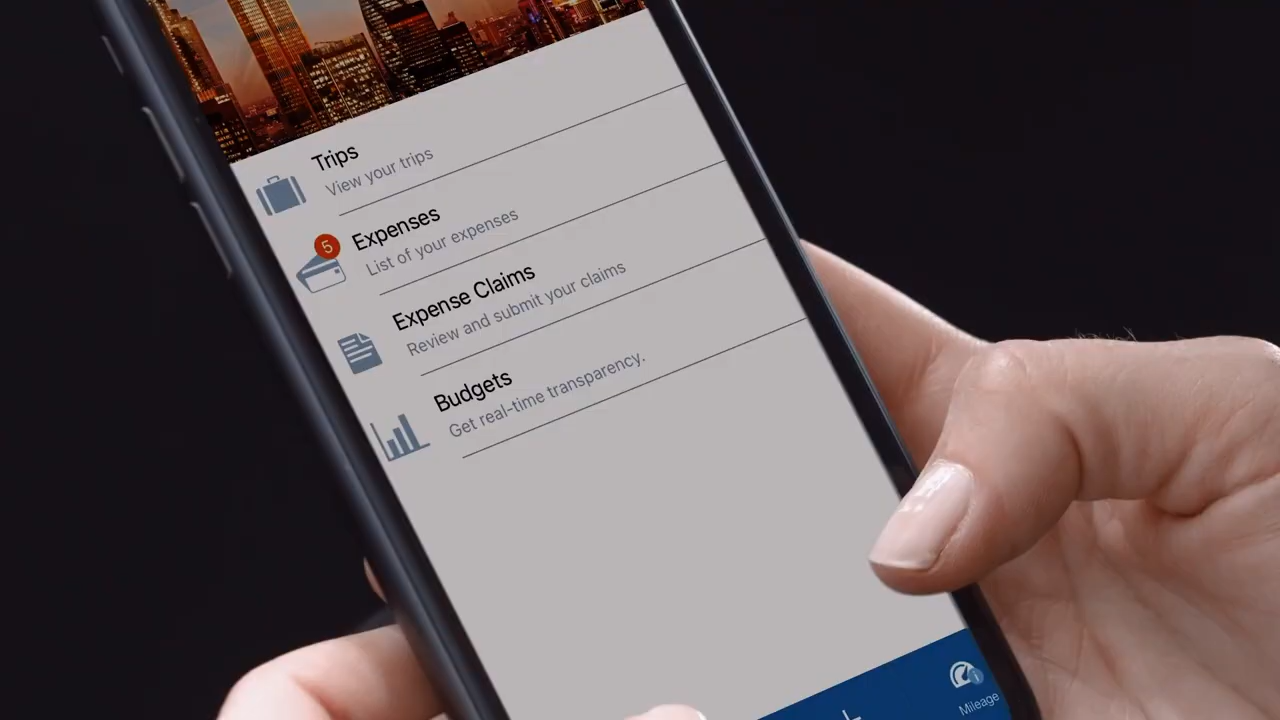 Trips
View your trips
5
Expenses
List of your expenses
Expense Claims
Review and submit your claims
Budgets
Get real-time transparency.
i
Mileage